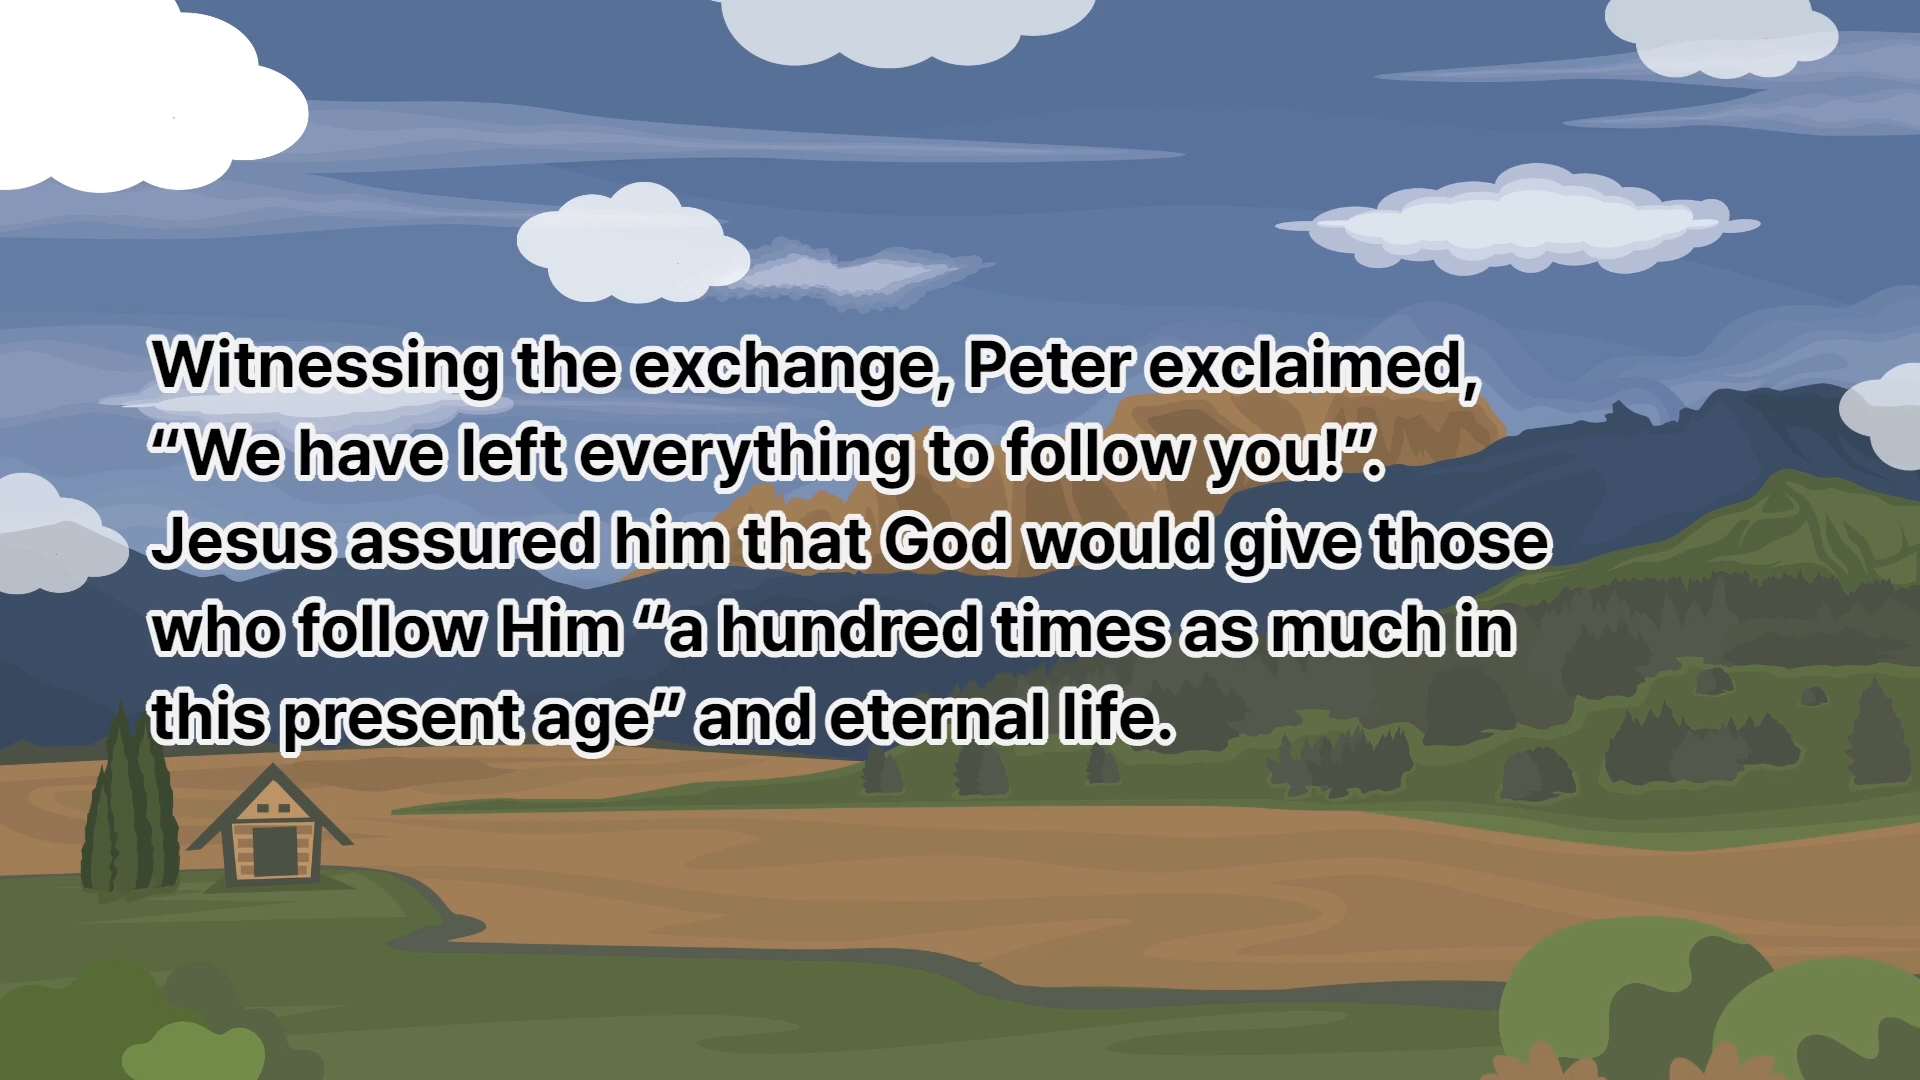 Witnessing the exchange, Peter exclaimed,
“We have left everything to follow you!”.
Jesus assured him that God would give those
who follow Him “a hundred times as much in
this present age” and eternal life.